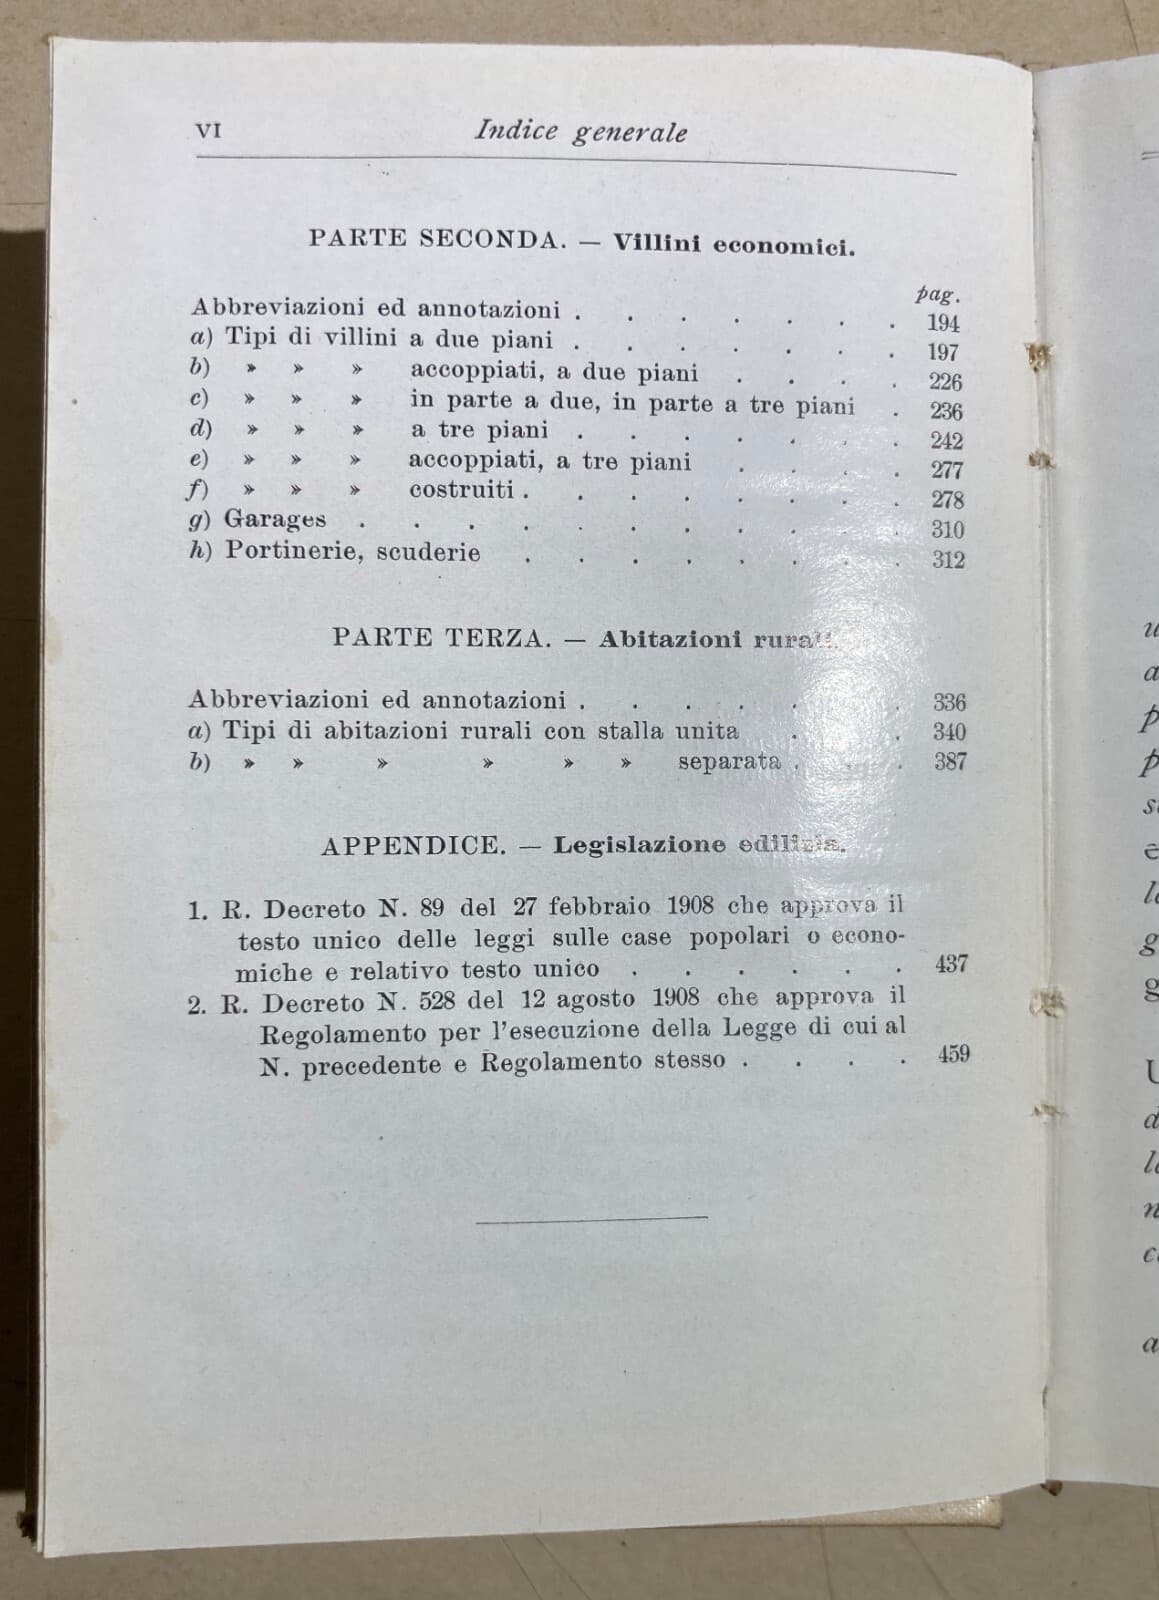 VI Indice generale
PARTE SECONDA. — Villini economici.
pag.
Abbreviazioni ed annotazioni . . . . . . . 194
a) Tipi di villini a due piani . . . . . . . 197
b) » » » accoppiati, a due piani . . . . 226
c) » » » in parte a due, in parte a tre piani . 236
d) » » » a tre piani . . . . . . . 242
e) » » » accoppiati, a tre piani . . . . 277
f) » » » costruiti . . . . . . . . 278
g) Garages . . . . . . . . . . . 310
h) Portinerie, scuderie . . . . . . . . 312
PARTE TERZA. — Abitazioni rurali.
Abbreviazioni ed annotazioni . . . . . . . 336
a) Tipi di abitazioni rurali con stalla unita . . . 340
b) » » » » » » separata . . . 387
APPENDICE. — Legislazione edilizia.
1. R. Decreto N. 89 del 27 febbraio 1908 che approva il
testo unico delle leggi sulle case popolari o econo-
miche e relativo testo unico . . . . . . 437
2. R. Decreto N. 528 del 12 agosto 1908 che approva il
Regolamento per l'esecuzione della Legge di cui al
N. precedente e Regolamento stesso . . . . 459